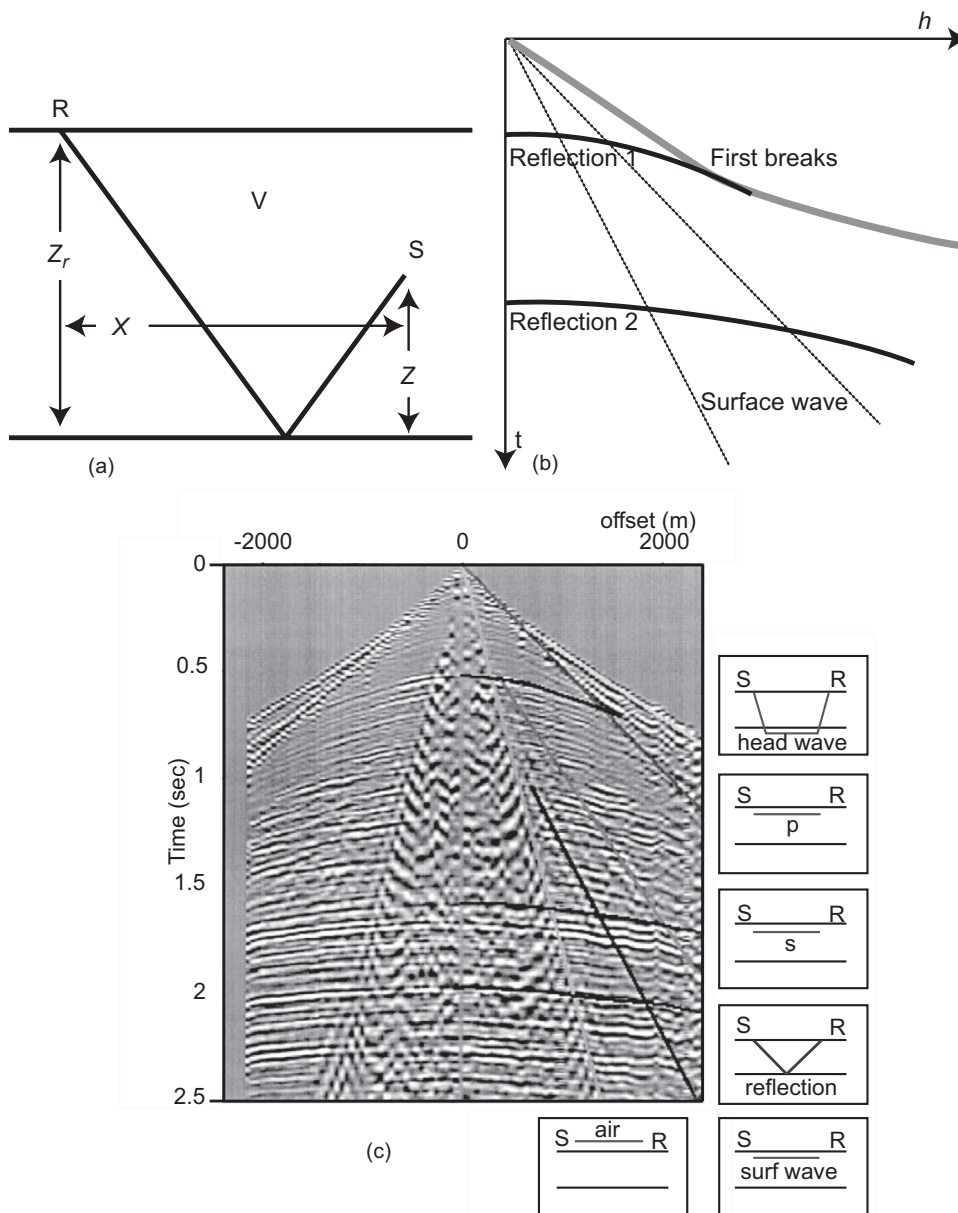 R
V
S
Z_r
X
Z
(a)
h
Reflection 1
First breaks
Reflection 2
Surface wave
t
(b)
offset (m)
-2000 0 2000
0
0.5
1
1.5
2
2.5
Time (sec)
S R
head wave
S R
p
S R
s
S R
reflection
S air R
S R
surf wave
(c)